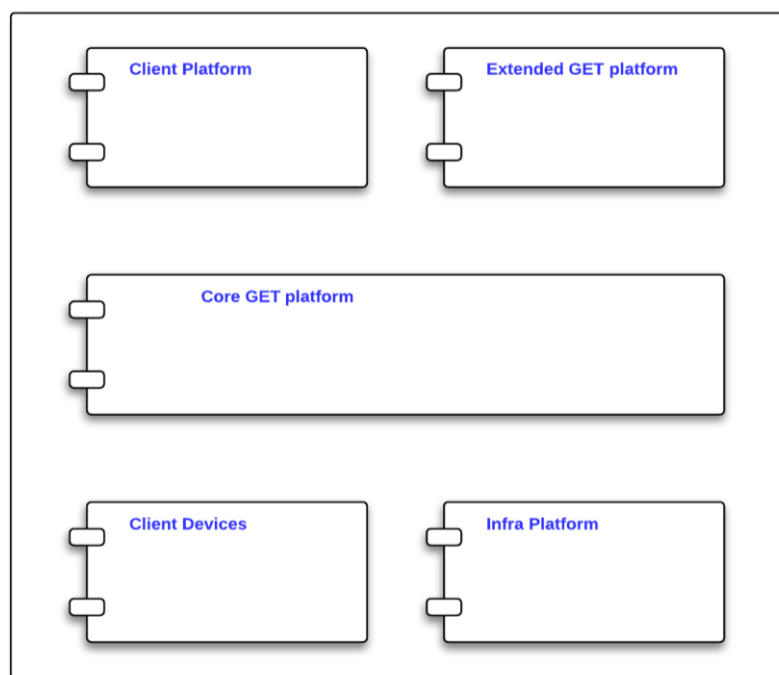 Client Platform
Extended GET platform
Core GET platform
Client Devices
Infra Platform